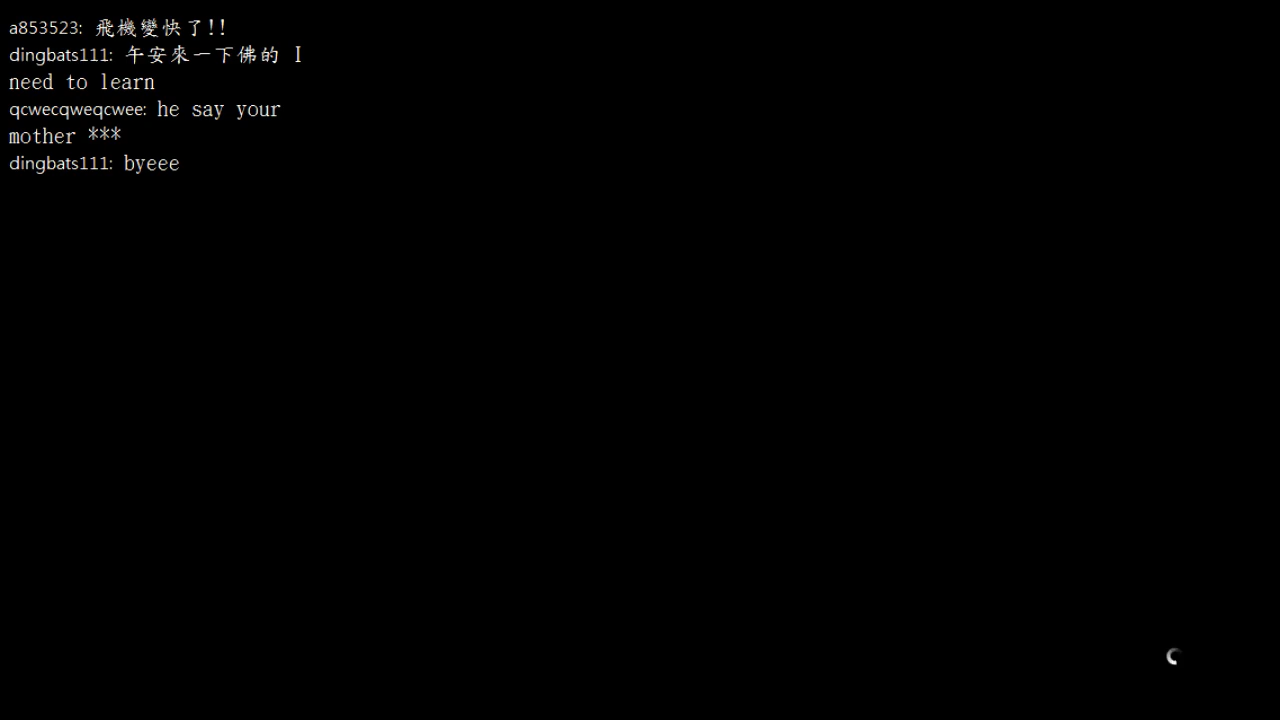 a853523: 飛機變快了!!
dingbats111: 午安來一下佛的 I
need to learn
qcwecqweqcwee: he say your
mother ***
dingbats111: byeee